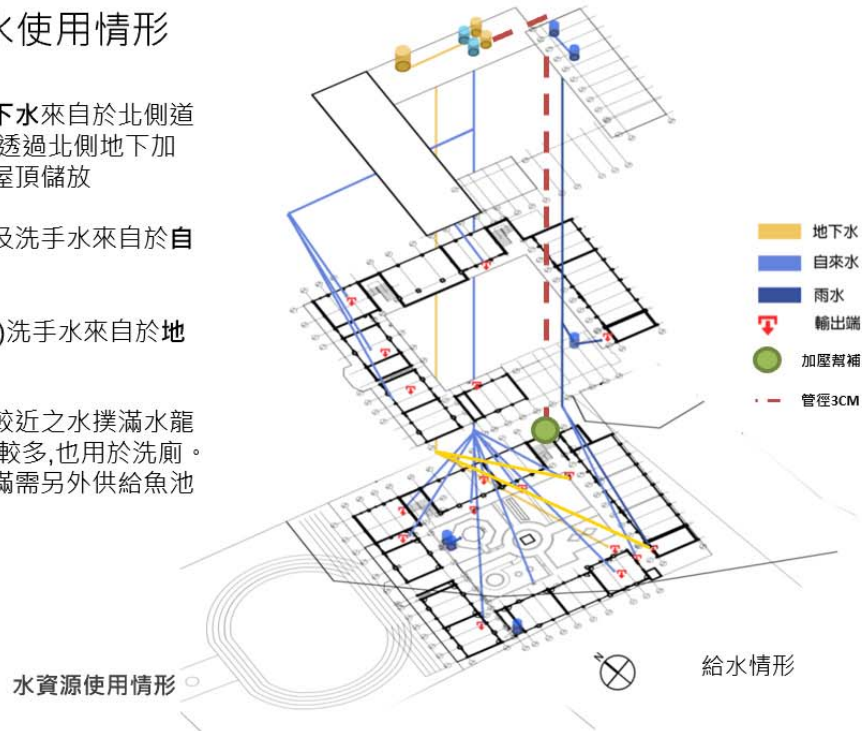 水使用情形
下水來自於北側道
透過北側地下加
屋頂儲放
及洗手水來自於自
)洗手水來自於地
較近之水撲滿水龍
較多,也用於洗廁。
滿需另外供給魚池
地下水
自來水
雨水
輸出端
加壓幫補
管徑3CM
N
給水情形
水資源使用情形